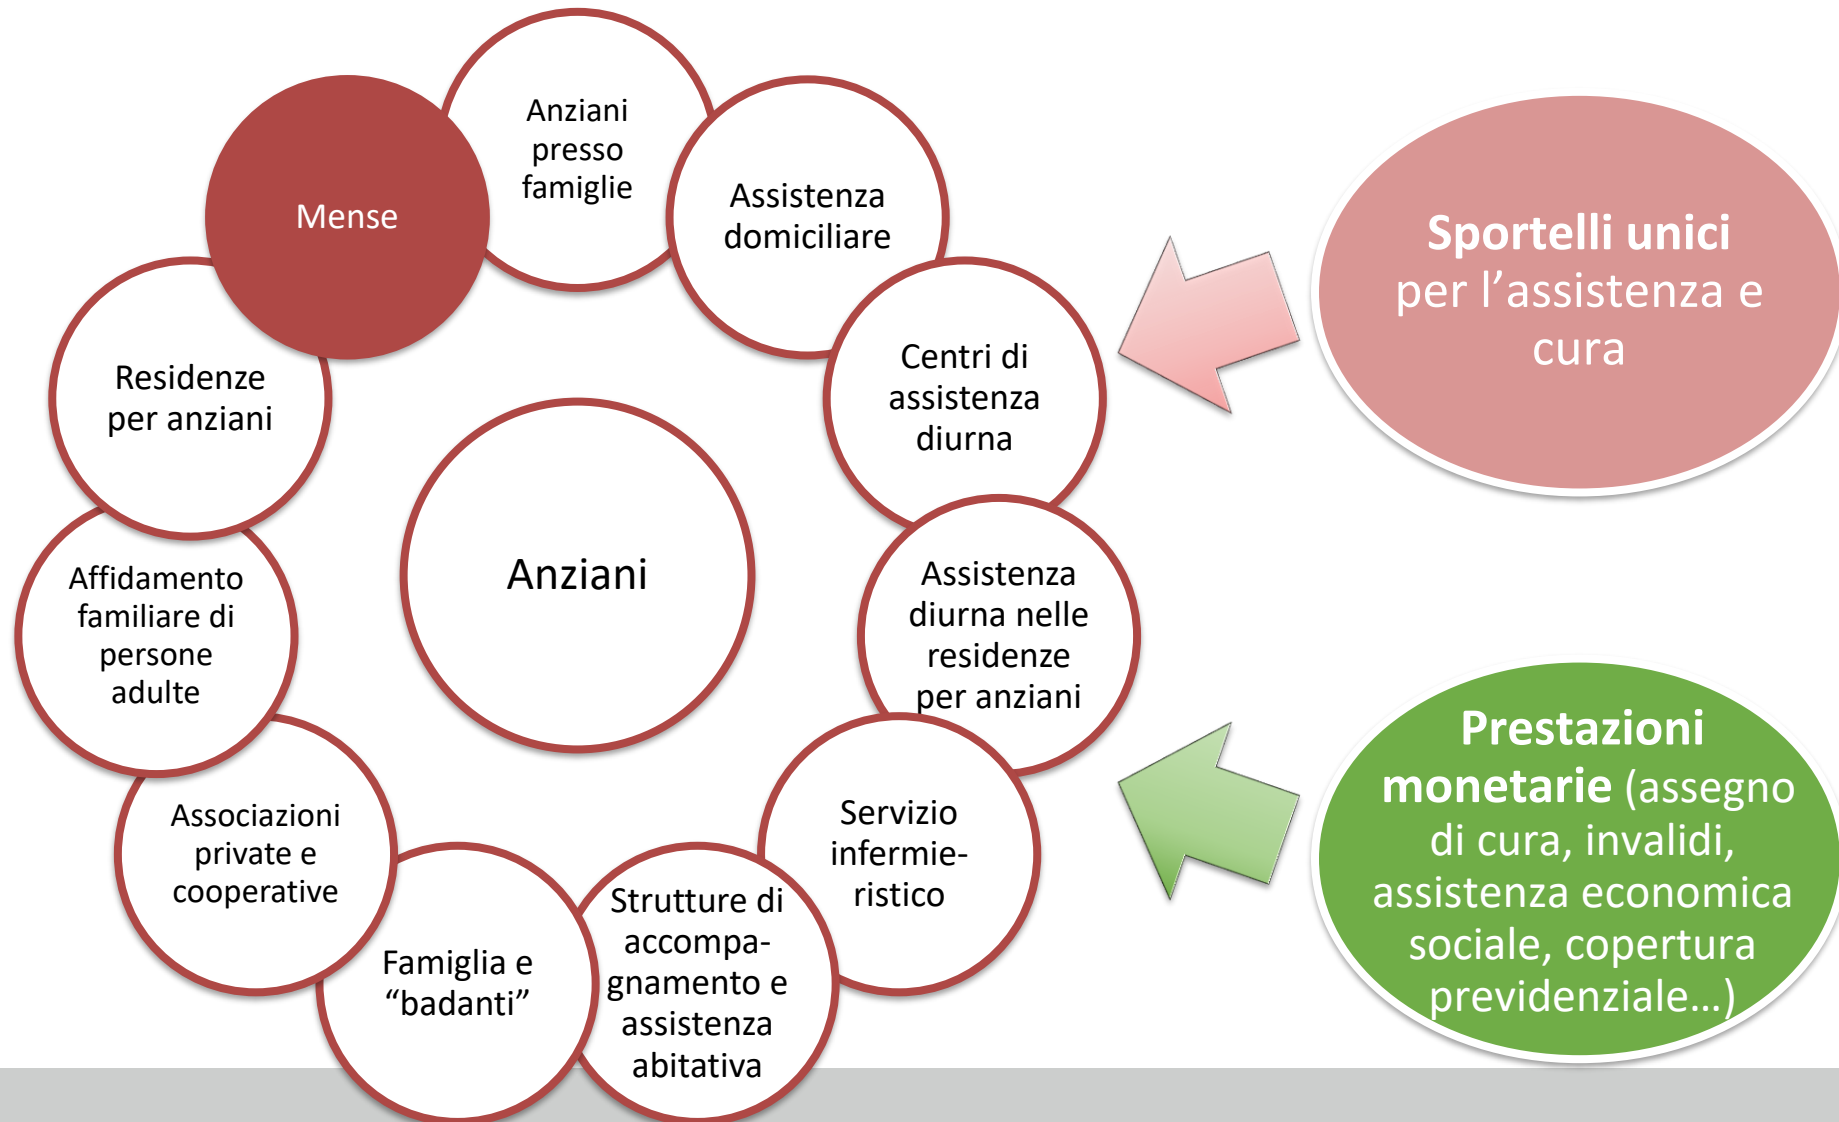 Anziani
presso
famiglie
Assistenza
domiciliare
Centri di
assistenza
diurna
Assistenza
diurna nelle
residenze
per anziani
Servizio
infermie-
ristico
Strutture di
accompa-
gnamento e
assistenza
abitativa
Famiglia e
“badanti”
Associazioni
private e
cooperative
Affidamento
familiare di
persone
adulte
Residenze
per anziani
Mense
Anziani
Sportelli unici
per l’assistenza e
cura
Prestazioni
monetarie (assegno
di cura, invalidi,
assistenza economica
sociale, copertura
previdenziale…)